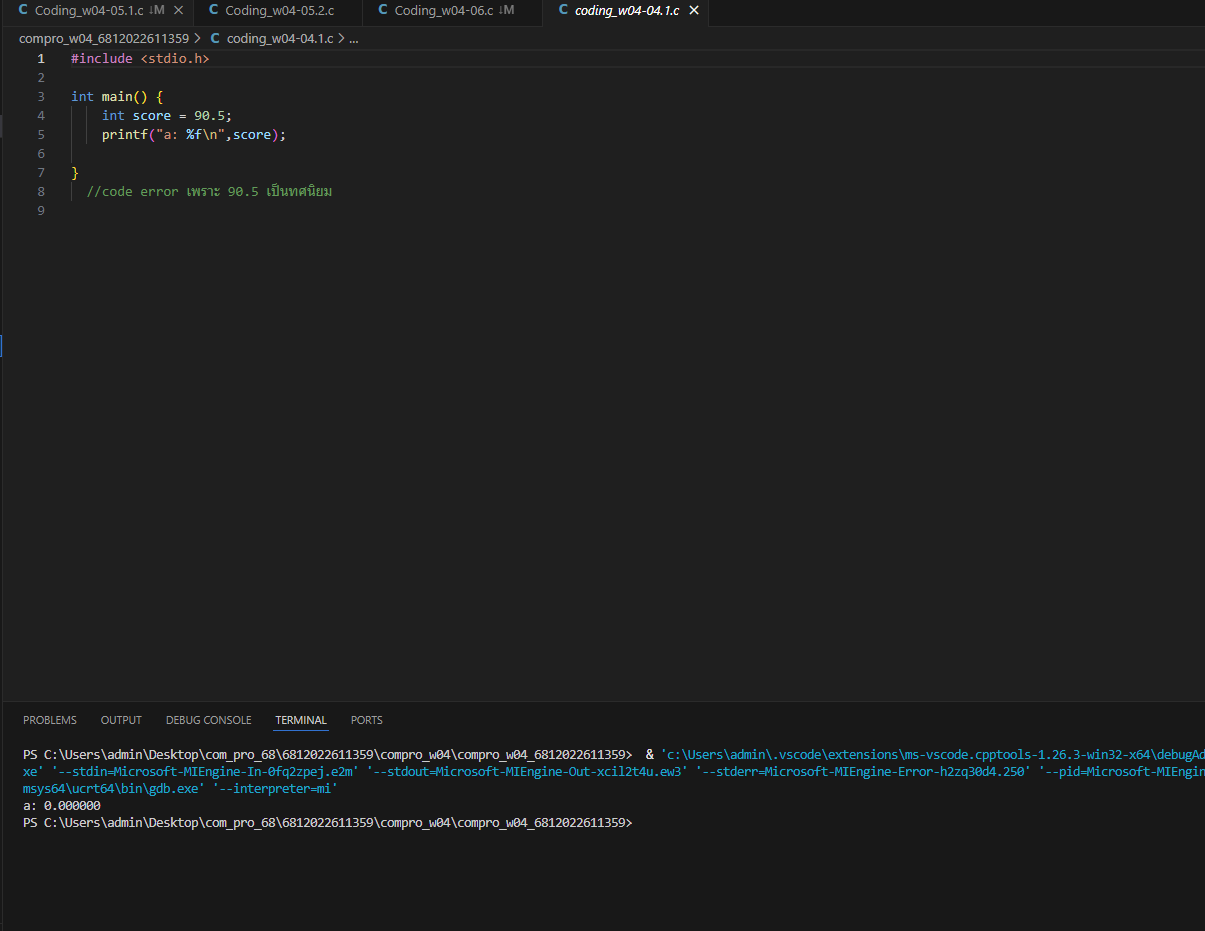 Coding_w04-05.1.c ↓M
Coding_w04-05.2.c
Coding_w04-06.c ↓M
coding_w04-04.1.c
compro_w04_6812022611359 > C coding_w04-04.1.c > ...
1 #include <stdio.h>
2
3 int main() {
4 int score = 90.5;
5 printf("a: %f\n",score);
6
7 }
8 //code error เพราะ 90.5 เป็นทศนิยม
9
PROBLEMS OUTPUT DEBUG CONSOLE TERMINAL PORTS
PS C:\Users\admin\Desktop\com_pro_68\6812022611359\compro_w04\compro_w04_6812022611359> & 'c:\Users\admin\.vscode\extensions\ms-vscode.cpptools-1.26.3-win32-x64\debugAd
xe' '--stdin=Microsoft-MIEngine-In-0fq2zpej.e2m' '--stdout=Microsoft-MIEngine-Out-xcil2t4u.ew3' '--stderr=Microsoft-MIEngine-Error-h2zq30d4.250' '--pid=Microsoft-MIEngin
msys64\ucrt64\bin\gdb.exe' '--interpreter=mi'
a: 0.000000
PS C:\Users\admin\Desktop\com_pro_68\6812022611359\compro_w04\compro_w04_6812022611359>